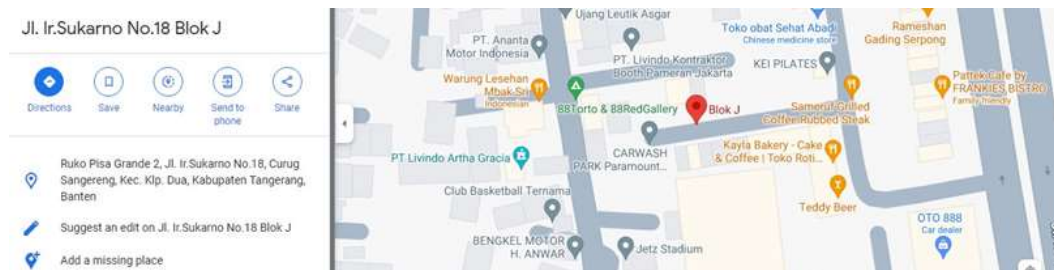 Jl. Ir.Sukarno No.18 Blok J
Directions
Save
Nearby
Send to
phone
Share
Ruko Pisa Grande 2, Jl. Ir.Sukarno No.18, Curug
Sangereng, Kec. Klp. Dua, Kabupaten Tangerang,
Banten
Suggest an edit on Jl. Ir.Sukarno No.18 Blok J
Add a missing place
Ujang Leutik Asgar
PT. Ananta
Motor Indonesia
Toko obat Sehat Abadi
Chinese medicine store
Rameshan
Gading Serpong
PT. Livindo Kontraktor
Booth Pameran Jakarta
KEI PILATES
Warung Lesehan
Mbak Sri
Indonesian
Pattek Cafe by
FRANKIES BISTRO
Family friendly
88Torto & 88RedGallery
Blok J
Sameruf Grilled
Coffee Rubbed Steak
CARWASH
PARK Paramount...
Kayla Bakery - Cake
& Coffee | Toko Roti...
PT Livindo Artha Gracia
Club Basketball Ternama
Teddy Beer
OTO 888
Car dealer
BENGKEL MOTOR
H. ANWAR
Jetz Stadium